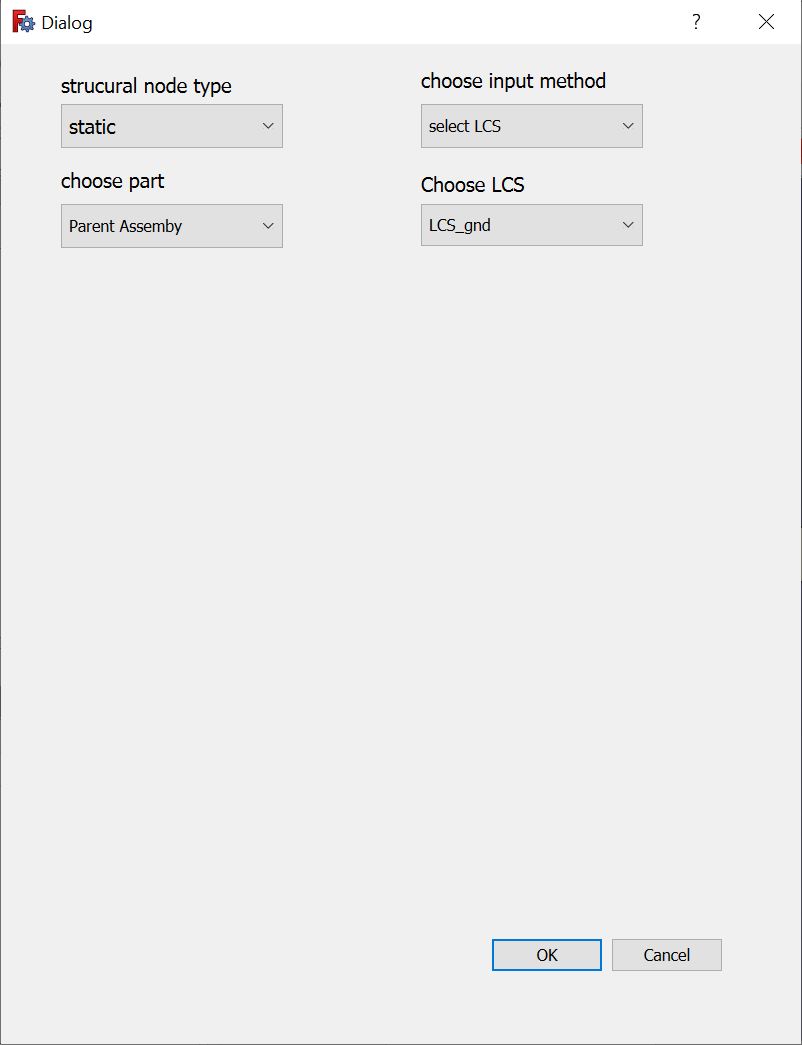 Dialog
?
strucural node type
choose input method
static
select LCS
choose part
Choose LCS
Parent Assemby
LCS_gnd
OK
Cancel